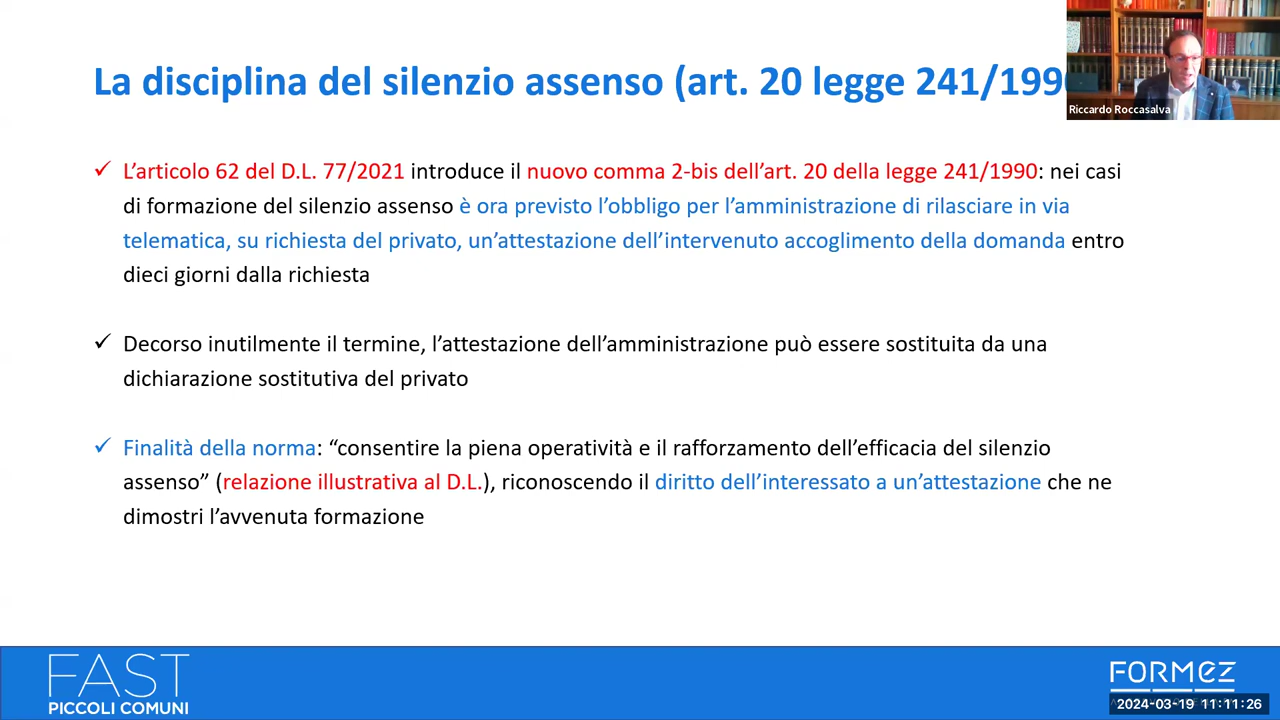 La disciplina del silenzio assenso (art. 20 legge 241/1990
Riccardo Roccasalva
✓ L’articolo 62 del D.L. 77/2021 introduce il nuovo comma 2-bis dell’art. 20 della legge 241/1990: nei casi
di formazione del silenzio assenso è ora previsto l’obbligo per l’amministrazione di rilasciare in via
telematica, su richiesta del privato, un’attestazione dell’intervenuto accoglimento della domanda entro
dieci giorni dalla richiesta
✓ Decorso inutilmente il termine, l’attestazione dell’amministrazione può essere sostituita da una
dichiarazione sostitutiva del privato
✓ Finalità della norma: “consentire la piena operatività e il rafforzamento dell’efficacia del silenzio
assenso” (relazione illustrativa al D.L.), riconoscendo il diritto dell’interessato a un’attestazione che ne
dimostri l’avvenuta formazione
FAST
PICCOLI COMUNI
FORMEZ
2024-03-19 11:11:26